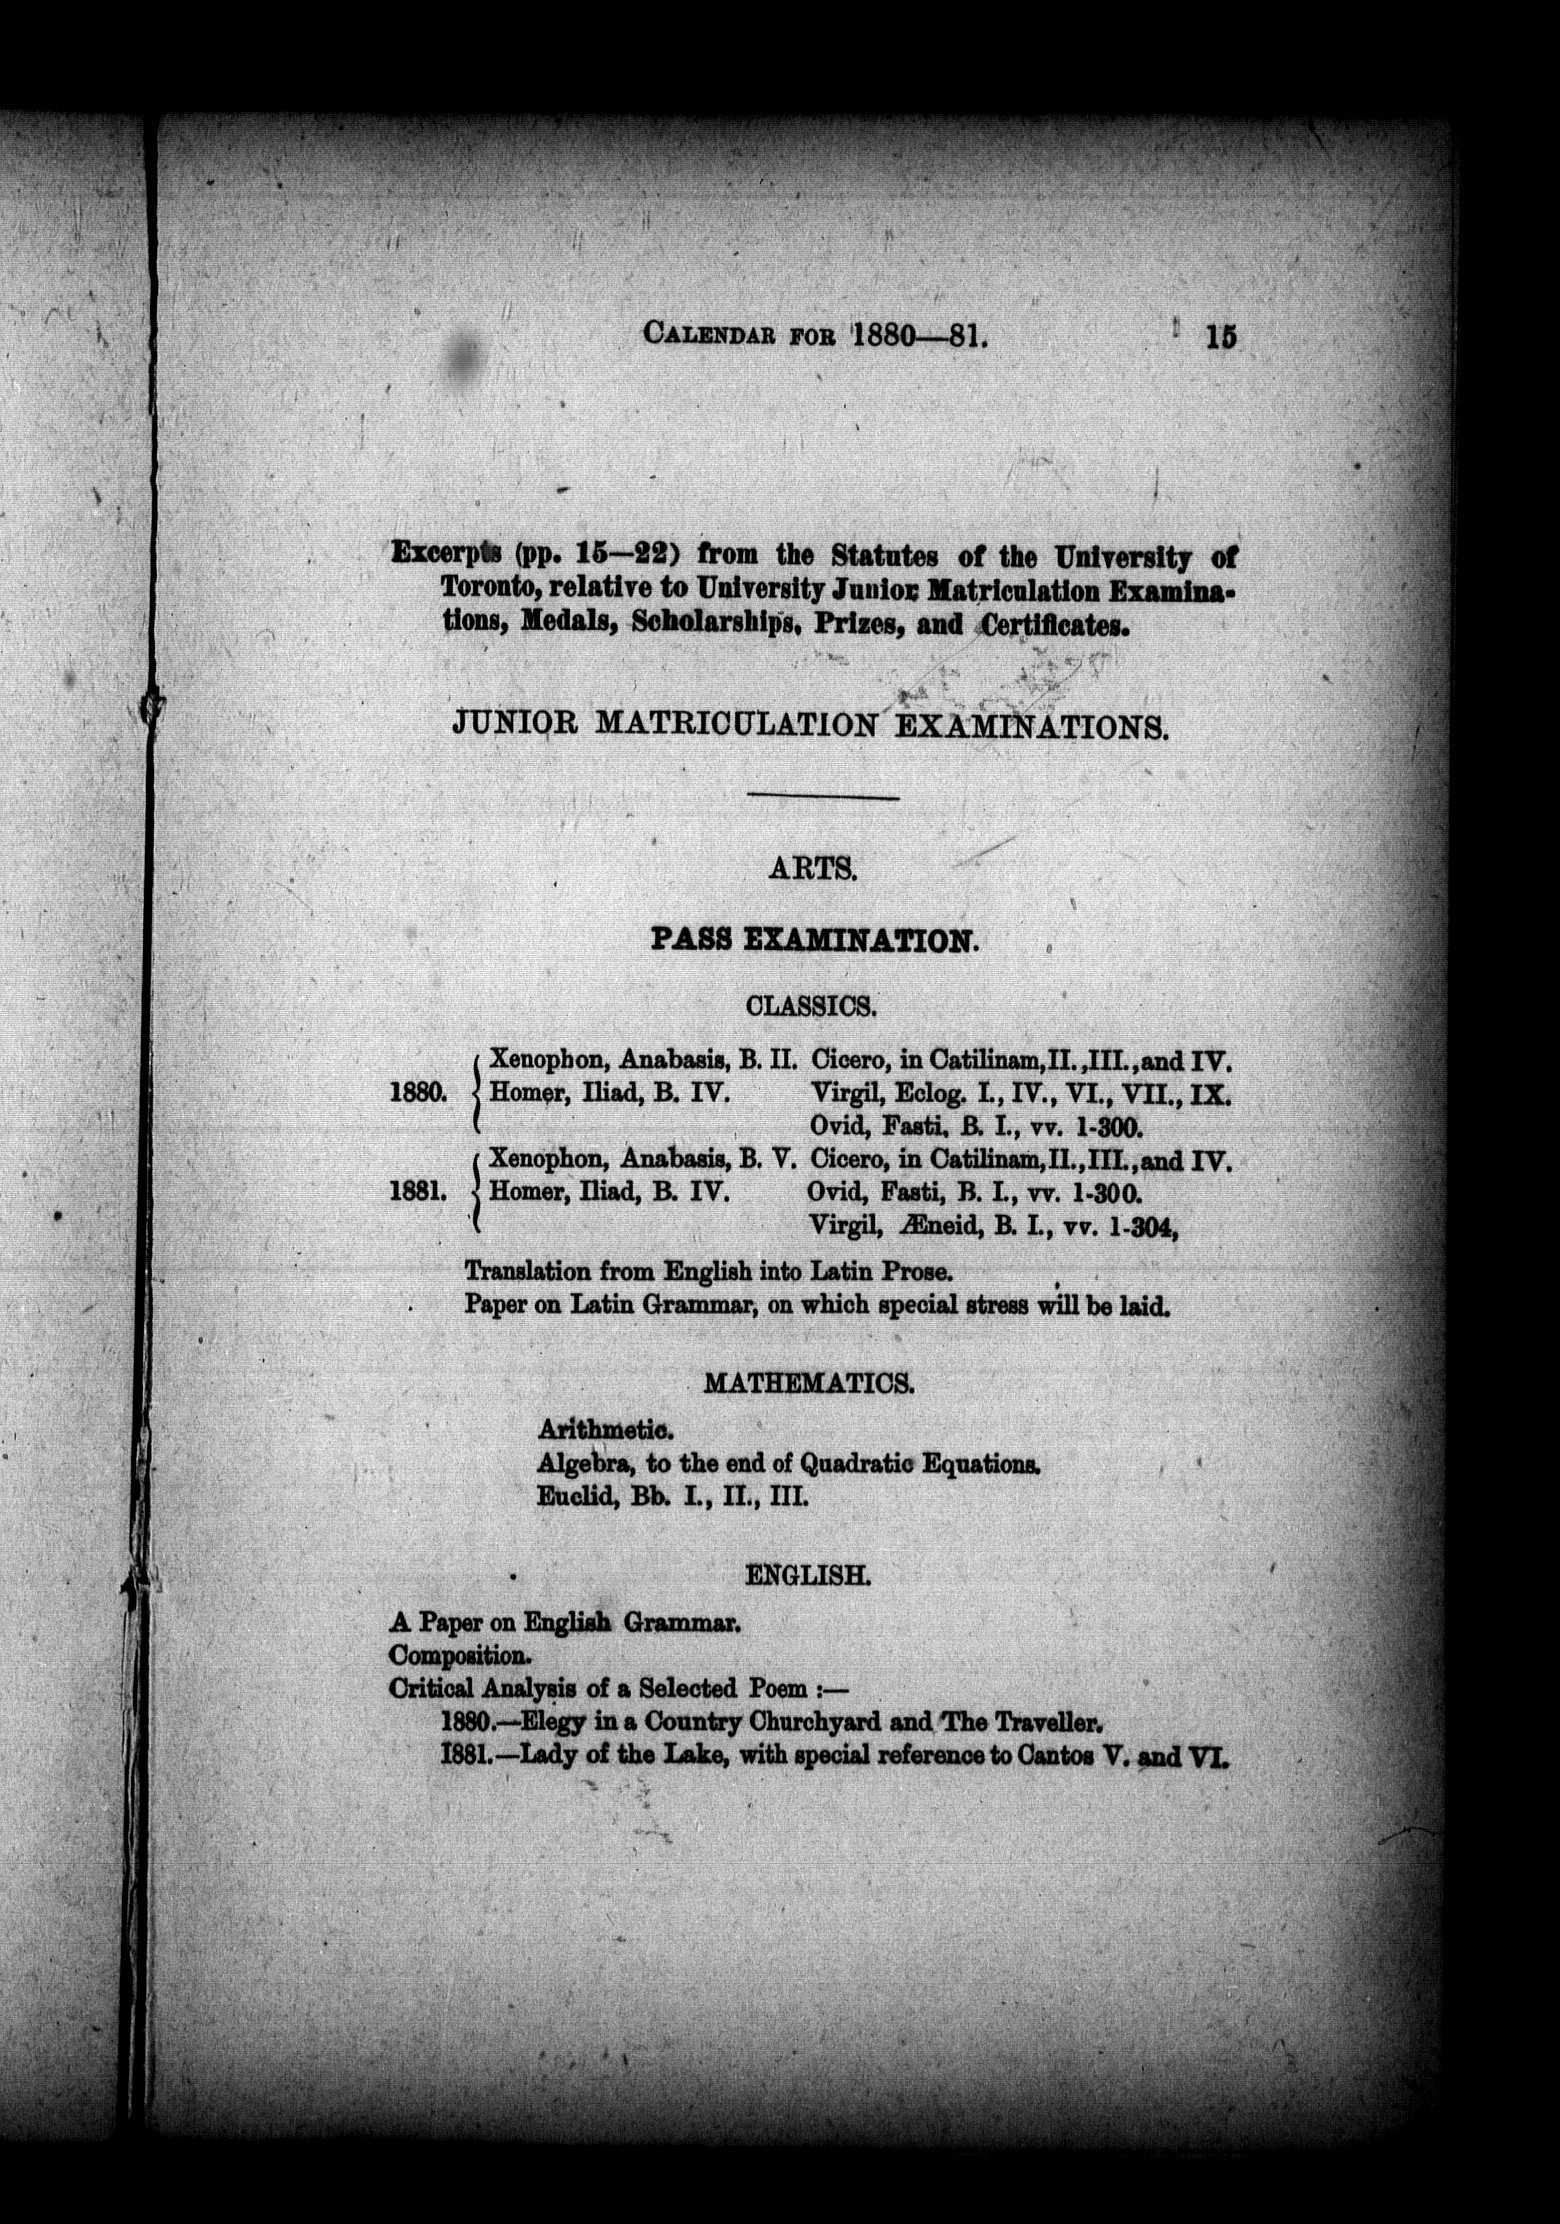 CALENDAR FOR 1880—81. 15
Excerpts (pp. 15—22) from the Statutes of the University of
Toronto, relative to University Junior Matriculation Examina-
tions, Medals, Scholarships, Prizes, and Certificates.
JUNIOR MATRICULATION EXAMINATIONS.
ARTS.
PASS EXAMINATION.
CLASSICS.
Xenophon, Anabasis, B. II. Cicero, in Catilinam, II., III., and IV.
1880. { Homer, Iliad, B. IV. Virgil, Eclog. I., IV., VI., VII., IX.
Ovid, Fasti, B. I., vv. 1-300.
Xenophon, Anabasis, B. V. Cicero, in Catilinam, II., III., and IV.
1881. { Homer, Iliad, B. IV. Ovid, Fasti, B. I., vv. 1-300.
Virgil, Æneid, B. I., vv. 1-304,
Translation from English into Latin Prose.
Paper on Latin Grammar, on which special stress will be laid.
MATHEMATICS.
Arithmetic.
Algebra, to the end of Quadratic Equations.
Euclid, Bb. I., II., III.
ENGLISH.
A Paper on English Grammar.
Composition.
Critical Analysis of a Selected Poem :—
1880.—Elegy in a Country Churchyard and The Traveller.
1881.—Lady of the Lake, with special reference to Cantos V. and VI.